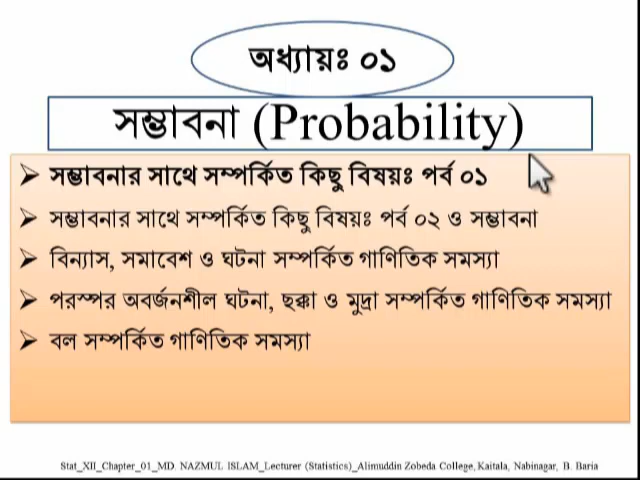 অধ্যায়ঃ ০১
সম্ভাবনা (Probability)
➢ সম্ভাবনার সাথে সম্পর্কিত কিছু বিষয়ঃ পর্ব ০১
➢ সম্ভাবনার সাথে সম্পর্কিত কিছু বিষয়ঃ পর্ব ০২ ও সম্ভাবনা
➢ বিন্যাস, সমাবেশ ও ঘটনা সম্পর্কিত গাণিতিক সমস্যা
➢ পরস্পর অবর্জনশীল ঘটনা, ছক্কা ও মুদ্রা সম্পর্কিত গাণিতিক সমস্যা
➢ বল সম্পর্কিত গাণিতিক সমস্যা
Stat_XII_Chapter_01_MD. NAZMUL ISLAM_Lecturer (Statistics)_Alimuddin Zobeda College, Kaitala, Nabinagar, B. Baria